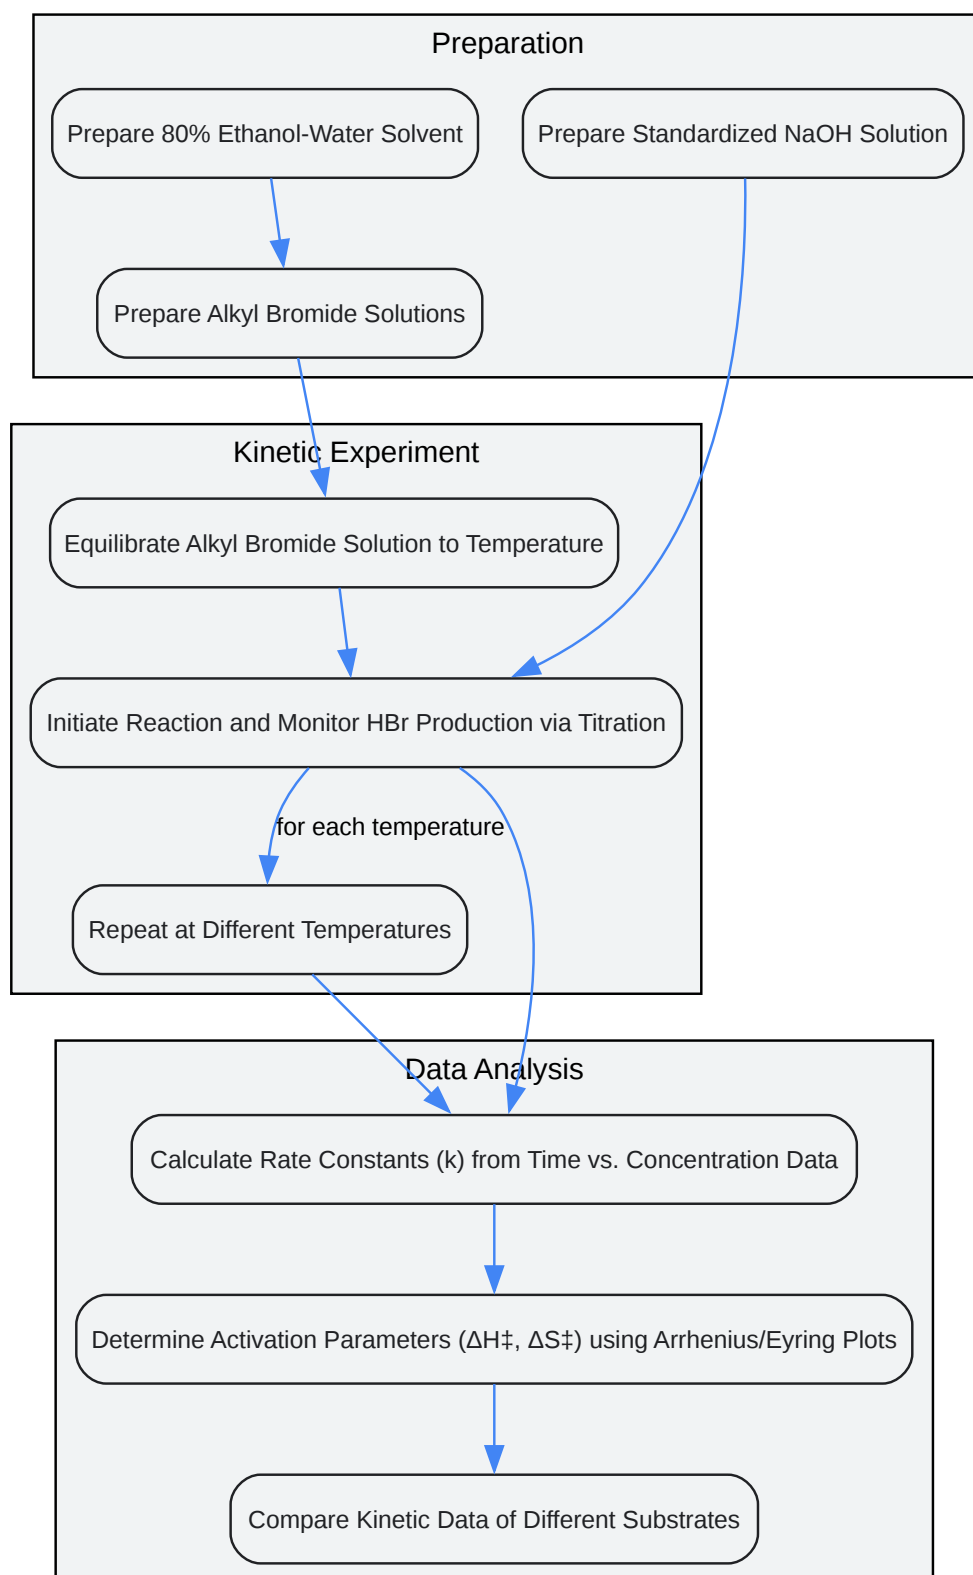 Preparation
Prepare 80% Ethanol-Water Solvent
Prepare Standardized NaOH Solution
Prepare Alkyl Bromide Solutions
Kinetic Experiment
Equilibrate Alkyl Bromide Solution to Temperature
Initiate Reaction and Monitor HBr Production via Titration
for each temperature
Repeat at Different Temperatures
Data Analysis
Calculate Rate Constants (k) from Time vs. Concentration Data
Determine Activation Parameters (ΔH‡, ΔS‡) using Arrhenius/Eyring Plots
Compare Kinetic Data of Different Substrates